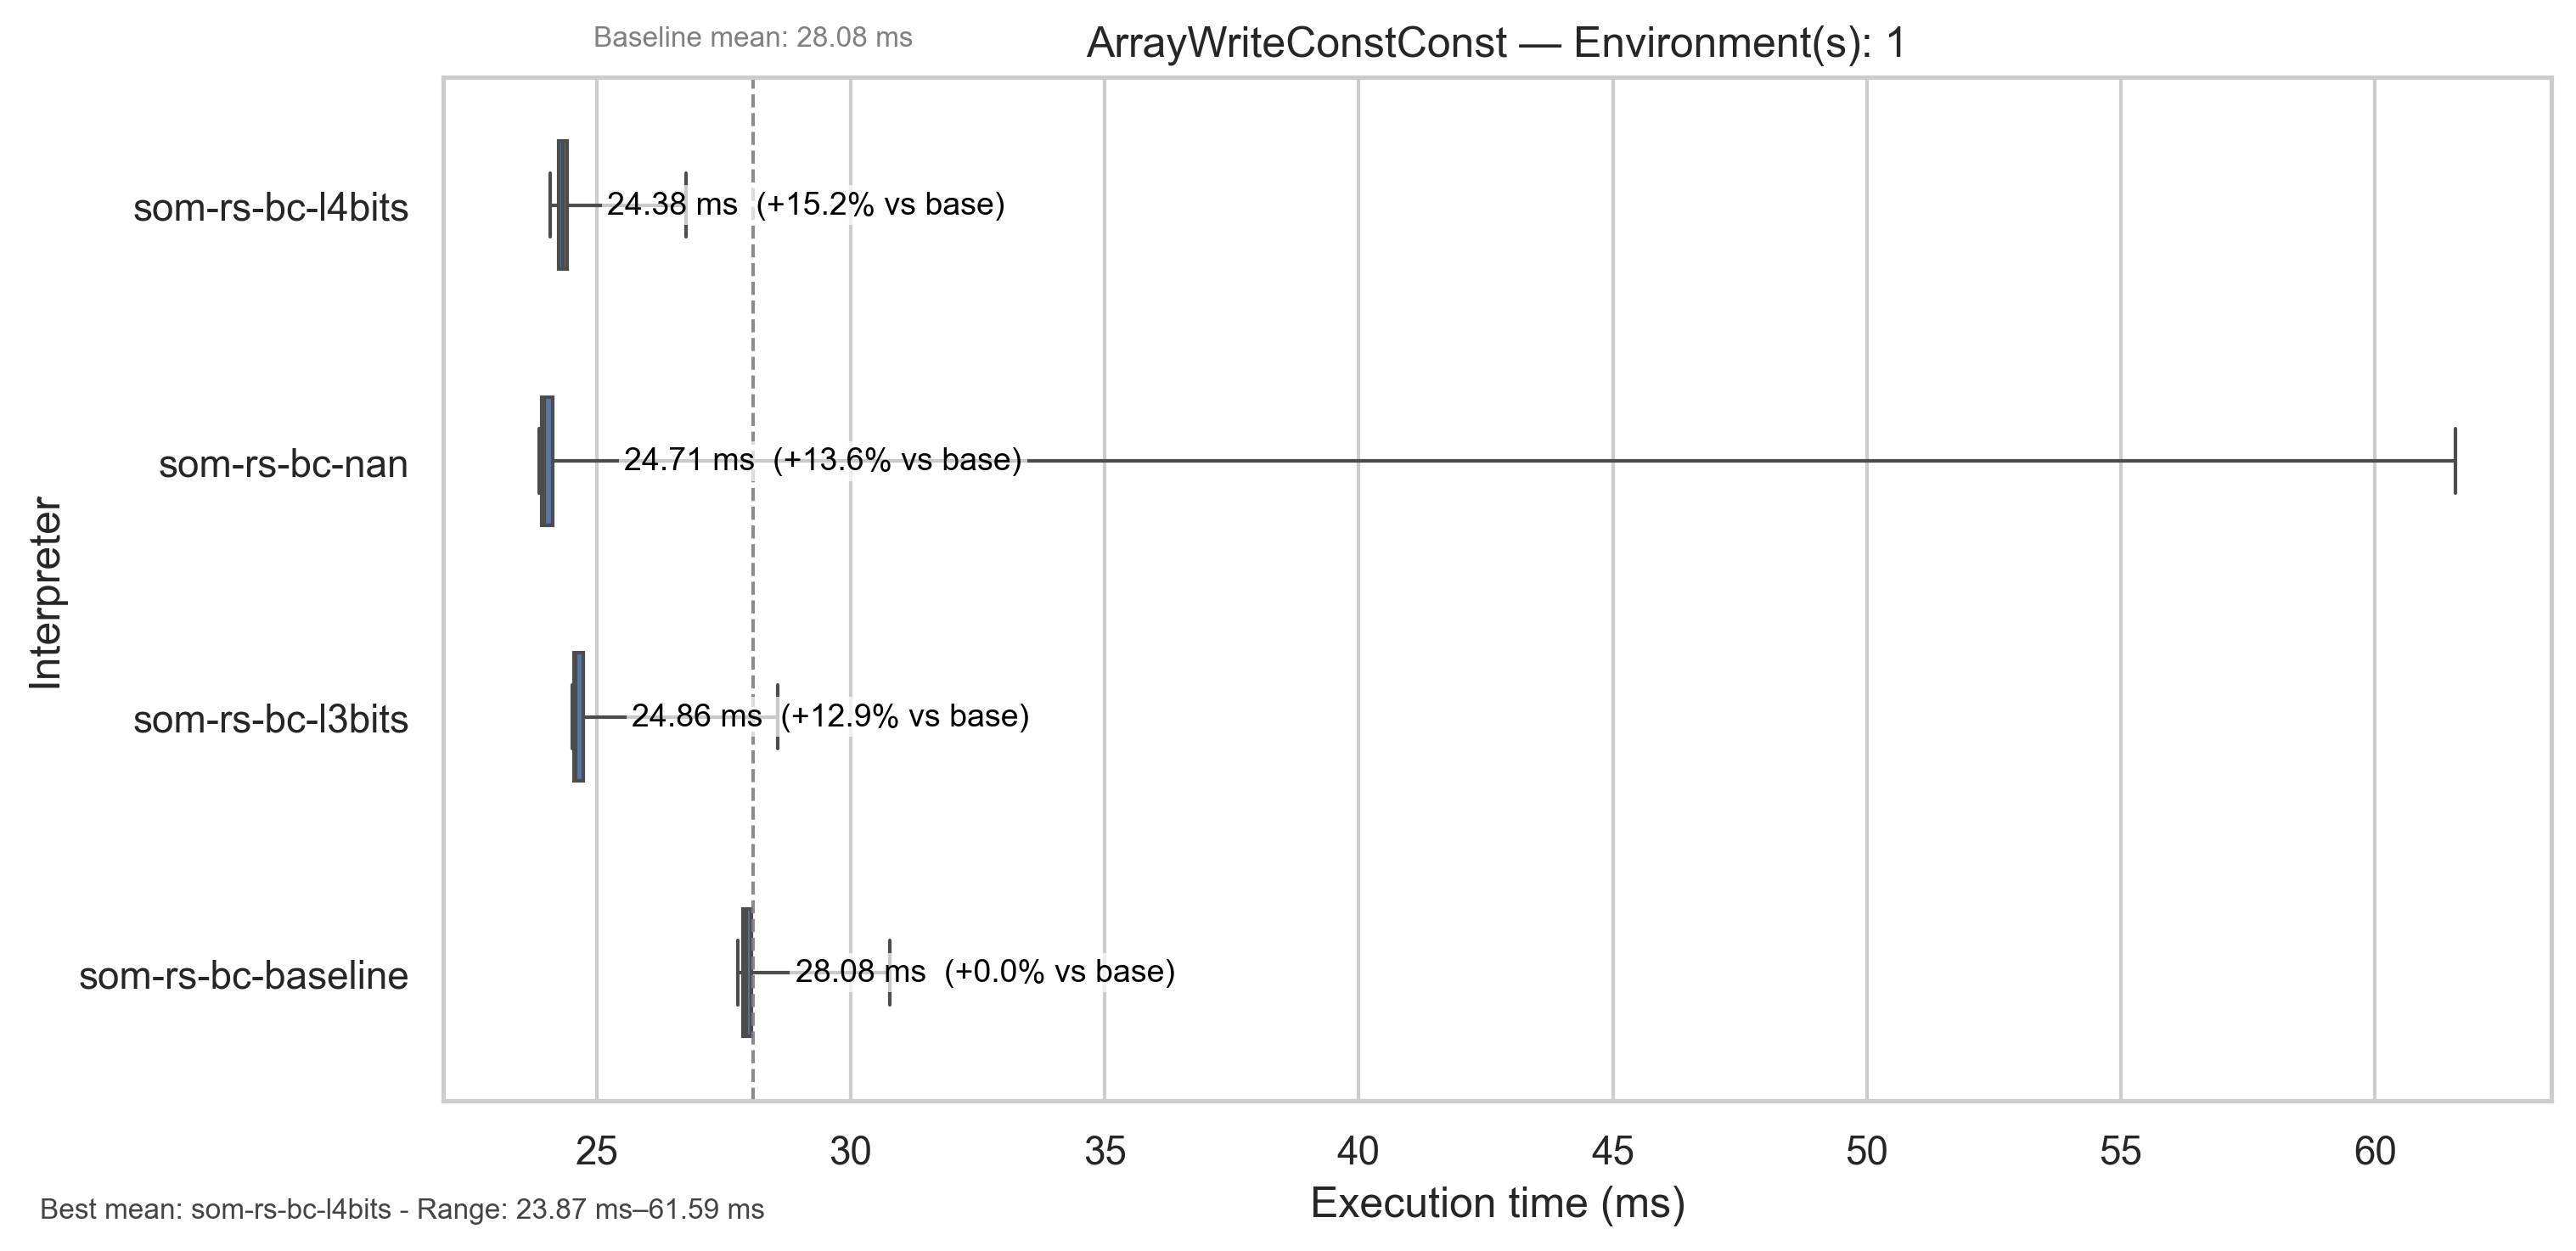 Baseline mean: 28.08 ms
ArrayWriteConstConst — Environment(s): 1
som-rs-bc-l4bits
24.38 ms  (+15.2% vs base)
som-rs-bc-nan
24.71 ms  (+13.6% vs base)
Interpreter
som-rs-bc-l3bits
24.86 ms  (+12.9% vs base)
som-rs-bc-baseline
28.08 ms  (+0.0% vs base)
25 30 35 40 45 50 55 60
Execution time (ms)
Best mean: som-rs-bc-l4bits - Range: 23.87 ms–61.59 ms